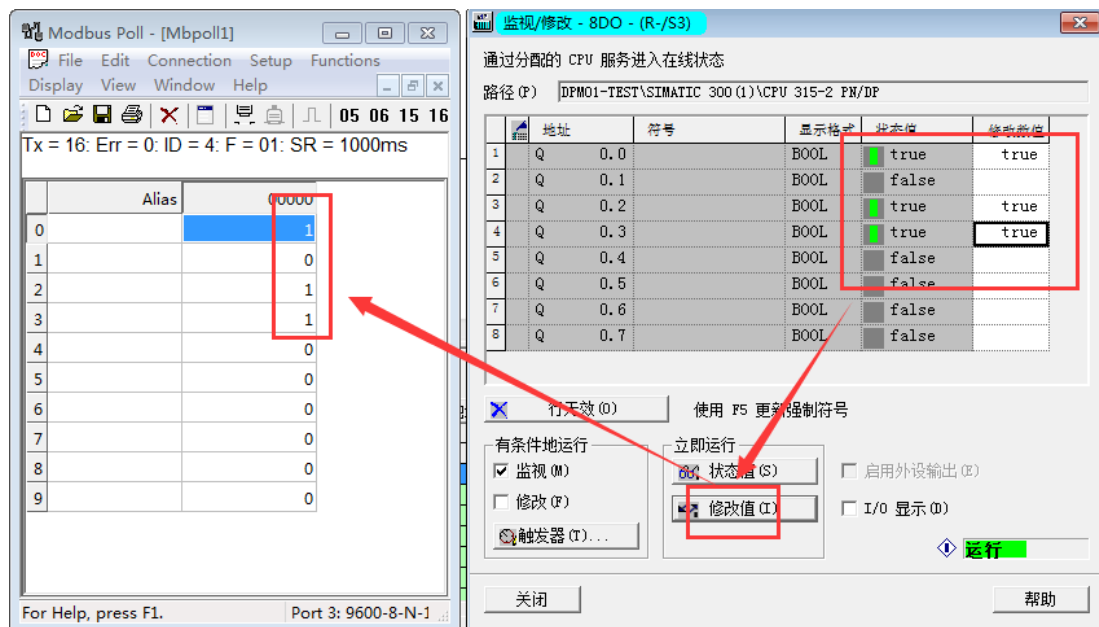 Modbus Poll - [Mbpoll1]
File Edit Connection Setup Functions
Display View Window Help
05 06 15 16
Tx = 16: Err = 0: ID = 4: F = 01: SR = 1000ms
Alias 00000
0 1
1 0
2 1
3 1
4 0
5 0
6 0
7 0
8 0
9 0
For Help, press F1. Port 3: 9600-8-N-1
监视/修改 - 8DO - (R-/S3)
通过分配的 CPU 服务进入在线状态
路径(P) DPM01-TEST\SIMATIC 300(1)\CPU 315-2 PN/DP
地址 符号 显示格式 状态值 修改数值
1 Q 0.0 BOOL true true
2 Q 0.1 BOOL false
3 Q 0.2 BOOL true true
4 Q 0.3 BOOL true true
5 Q 0.4 BOOL false
6 Q 0.5 BOOL false
7 Q 0.6 BOOL false
8 Q 0.7 BOOL false
行无效(O) 使用 F5 更新强制符号
有条件地运行 立即运行
监视(M) 状态值(S) 启用外设输出(E)
修改(F) 修改值(I) I/O 显示(D)
触发器(T)...
运行
关闭 帮助